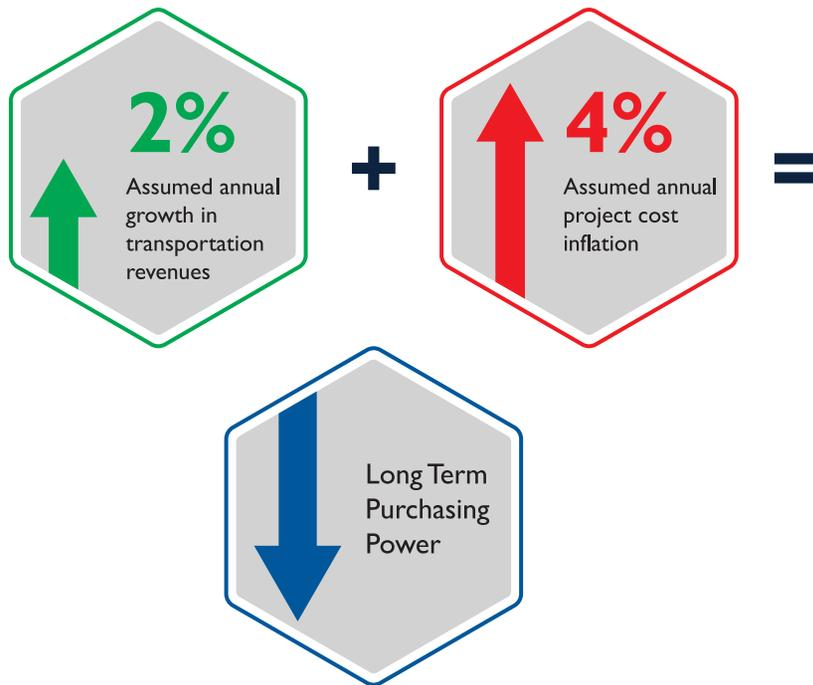 2%
Assumed annual
growth in
transportation
revenues
+
4%
Assumed annual
project cost
inflation
=
Long Term
Purchasing
Power